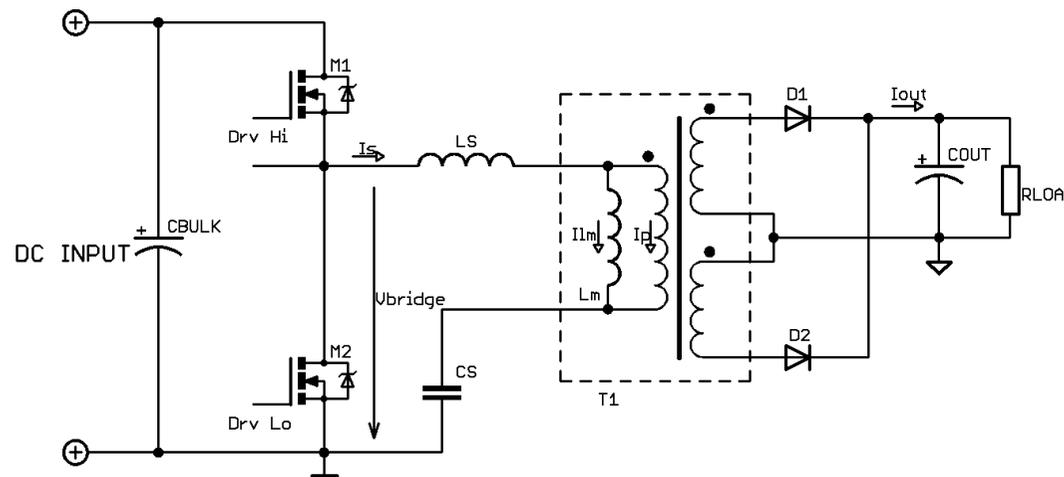 M1
D1
Iout
Drv Hi
Is
LS
+
COUT
RLOA
+
CBULK
DC INPUT
Ilm
Ip
Vbridge
Lm
M2
D2
CS
T1
Drv Lo